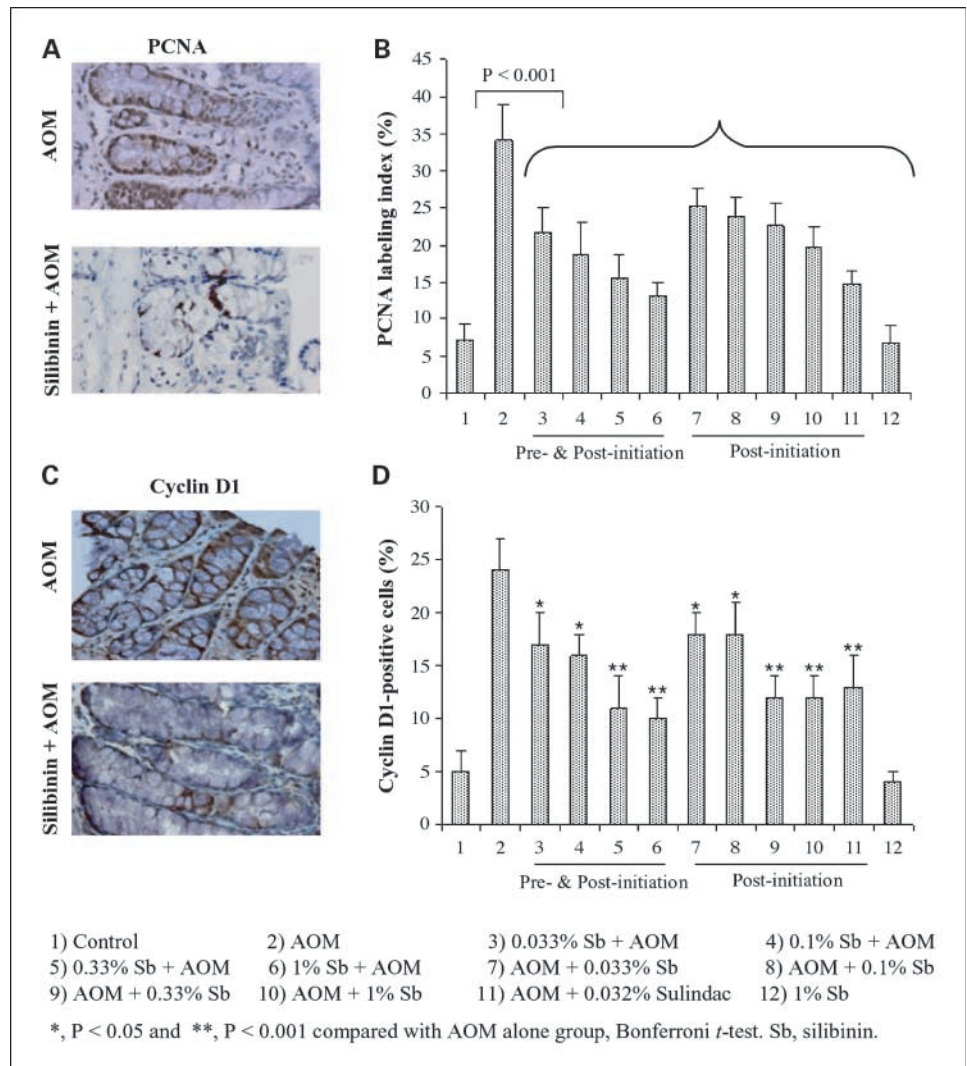 A
PCNA
AOM
Silibinin + AOM
B
PCNA labeling index (%)
45
40
35
30
25
20
15
10
5
0
P < 0.001
1 2 3 4 5 6 7 8 9 10 11 12
Pre- & Post-initiation Post-initiation
C
Cyclin D1
AOM
Silibinin + AOM
D
Cyclin D1-positive cells (%)
30
25
20
15
10
5
0
* * ** ** * * ** ** **
1 2 3 4 5 6 7 8 9 10 11 12
Pre- & Post-initiation Post-initiation
1) Control 2) AOM 3) 0.033% Sb + AOM 4) 0.1% Sb + AOM
5) 0.33% Sb + AOM 6) 1% Sb + AOM 7) AOM + 0.033% Sb 8) AOM + 0.1% Sb
9) AOM + 0.33% Sb 10) AOM + 1% Sb 11) AOM + 0.032% Sulindac 12) 1% Sb
*, P < 0.05 and **, P < 0.001 compared with AOM alone group, Bonferroni t-test. Sb, silibinin.